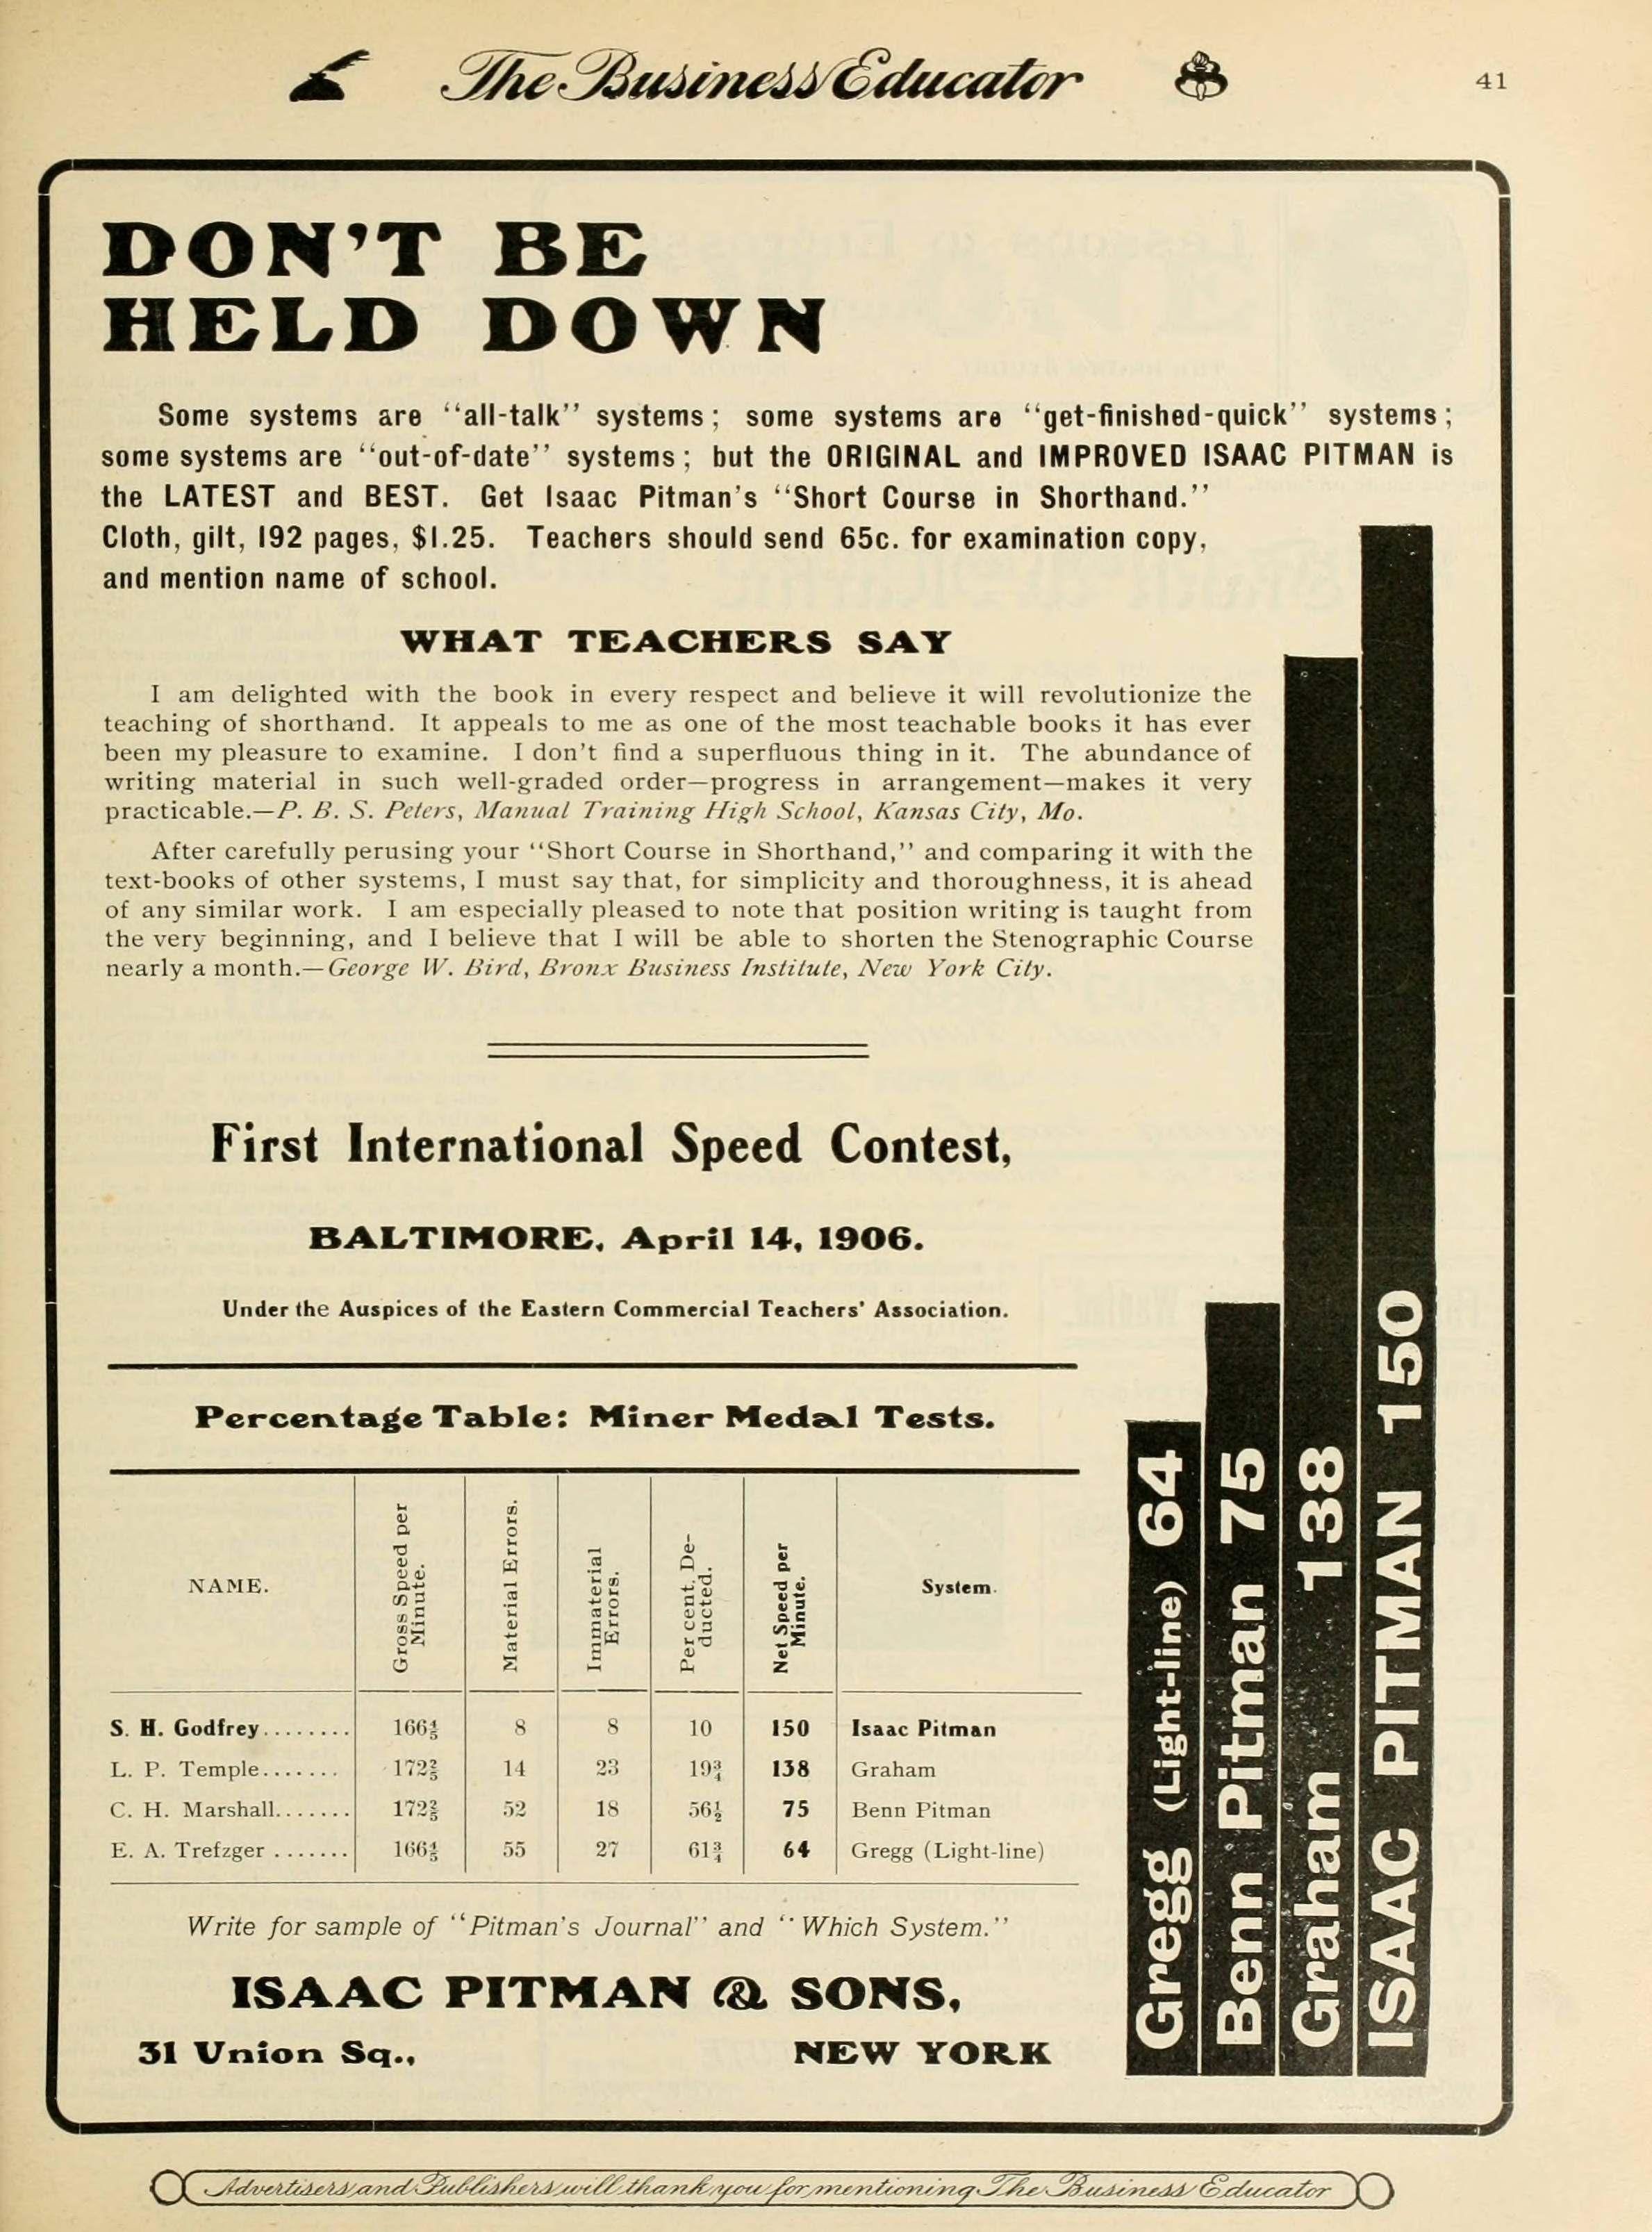 The Business Educator
41
DON'T BE
HELD DOWN
Some systems are "all-talk" systems; some systems are "get-finished-quick" systems;
some systems are "out-of-date" systems; but the ORIGINAL and IMPROVED ISAAC PITMAN is
the LATEST and BEST. Get Isaac Pitman's "Short Course in Shorthand."
Cloth, gilt, 192 pages, $1.25. Teachers should send 65c. for examination copy,
and mention name of school.
WHAT TEACHERS SAY
I am delighted with the book in every respect and believe it will revolutionize the
teaching of shorthand. It appeals to me as one of the most teachable books it has ever
been my pleasure to examine. I don't find a superfluous thing in it. The abundance of
writing material in such well-graded order—progress in arrangement—makes it very
practicable.—P. B. S. Peters, Manual Training High School, Kansas City, Mo.
After carefully perusing your "Short Course in Shorthand," and comparing it with the
text-books of other systems, I must say that, for simplicity and thoroughness, it is ahead
of any similar work. I am especially pleased to note that position writing is taught from
the very beginning, and I believe that I will be able to shorten the Stenographic Course
nearly a month.—George W. Bird, Bronx Business Institute, New York City.
First International Speed Contest,
BALTIMORE, April 14, 1906.
Under the Auspices of the Eastern Commercial Teachers' Association.
Percentage Table: Miner Medal Tests.
NAME. Gross Speed per Minute. Material Errors. Immaterial Errors. Per cent. De-ducted. Net Speed per Minute. System.
S. H. Godfrey........ 166⅘ 8 8 10 150 Isaac Pitman
L. P. Temple....... 172⅖ 14 23 19¾ 138 Graham
C. H. Marshall....... 172⅖ 52 18 56½ 75 Benn Pitman
E. A. Trefzger ....... 166⅘ 55 27 61¾ 64 Gregg (Light-line)
Write for sample of "Pitman's Journal" and "Which System."
ISAAC PITMAN & SONS,
31 Union Sq., NEW YORK
Gregg (Light-line) 64
Benn Pitman 75
Graham 138
ISAAC PITMAN 150
Advertisers and Publishers will thank you for mentioning The Business Educator